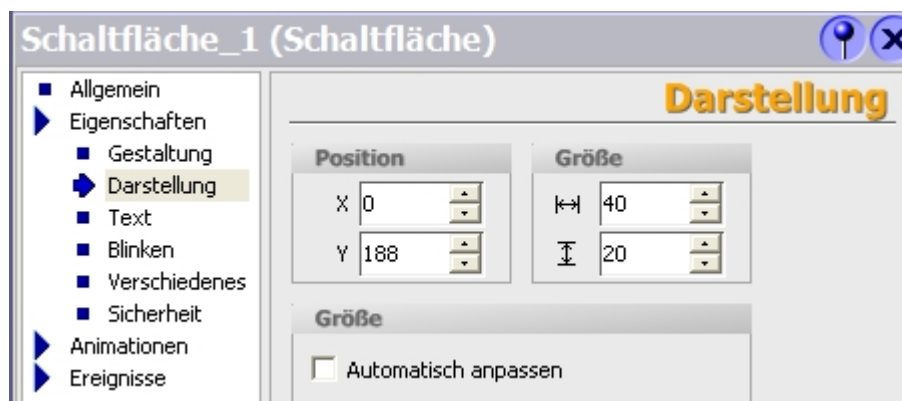 Schaltfläche_1 (Schaltfläche)
Allgemein
Eigenschaften
Gestaltung
Darstellung
Text
Blinken
Verschiedenes
Sicherheit
Animationen
Ereignisse
Darstellung
Position
X 0
Y 188
Größe
40
20
Größe
Automatisch anpassen